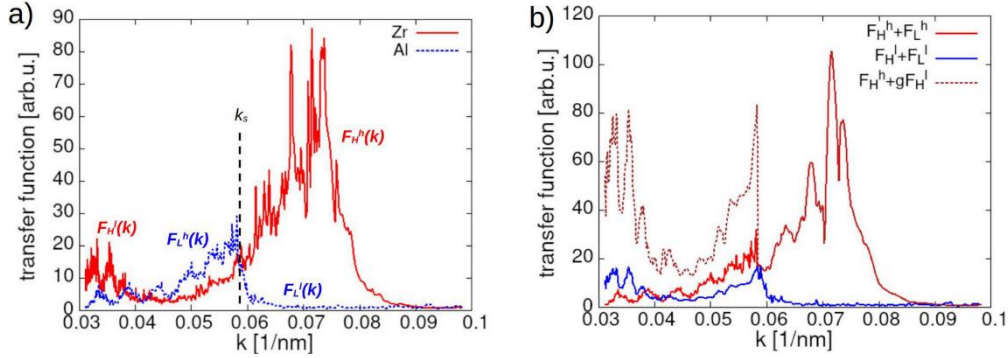 a)
90
80
70
60
50
40
30
20
10
0
transfer function [arb.u.]
Zr
Al
k_s
F_H^h(k)
F_H^l(k)
F_L^h(k)
F_L^l(k)
0.03 0.04 0.05 0.06 0.07 0.08 0.09 0.1
k [1/nm]
b)
120
100
80
60
40
20
0
transfer function [arb.u.]
F_H^h+F_L^h
F_H^l+F_L^l
F_H^h+gF_H^l
0.03 0.04 0.05 0.06 0.07 0.08 0.09 0.1
k [1/nm]